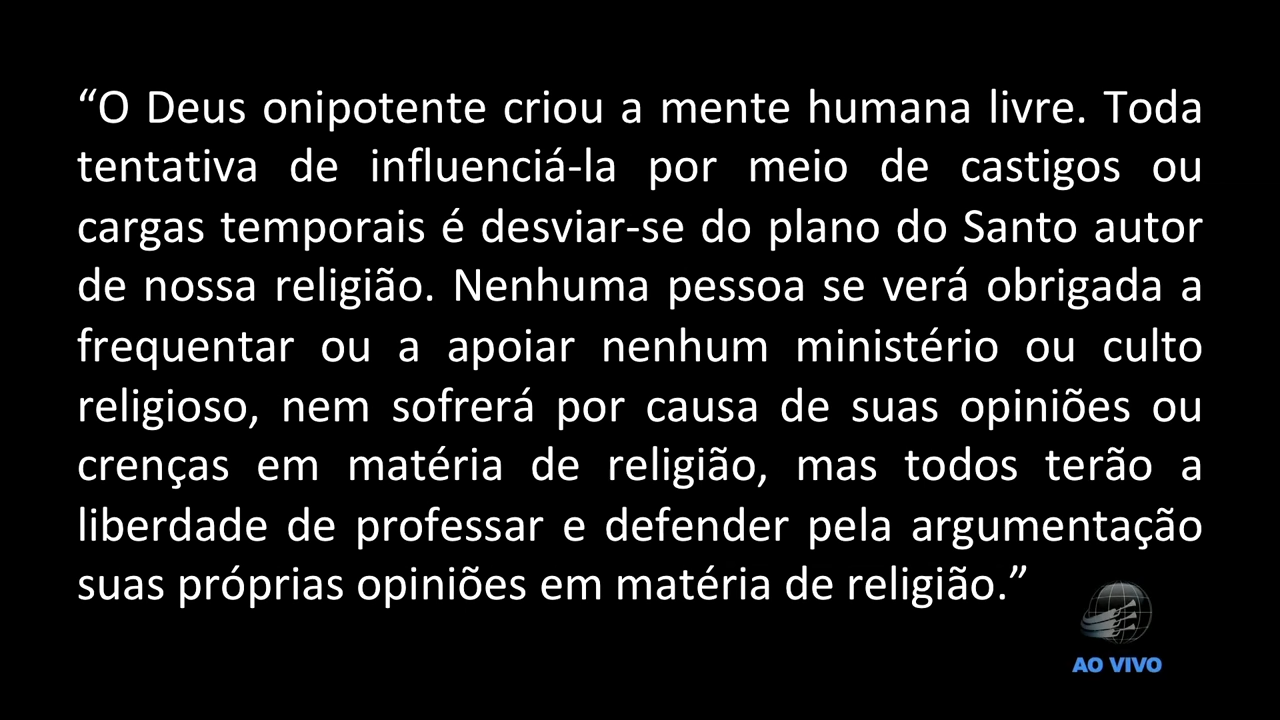 “O Deus onipotente criou a mente humana livre. Toda
tentativa de influenciá-la por meio de castigos ou
cargas temporais é desviar-se do plano do Santo autor
de nossa religião. Nenhuma pessoa se verá obrigada a
frequentar ou a apoiar nenhum ministério ou culto
religioso, nem sofrerá por causa de suas opiniões ou
crenças em matéria de religião, mas todos terão a
liberdade de professar e defender pela argumentação
suas próprias opiniões em matéria de religião.”
AO VIVO